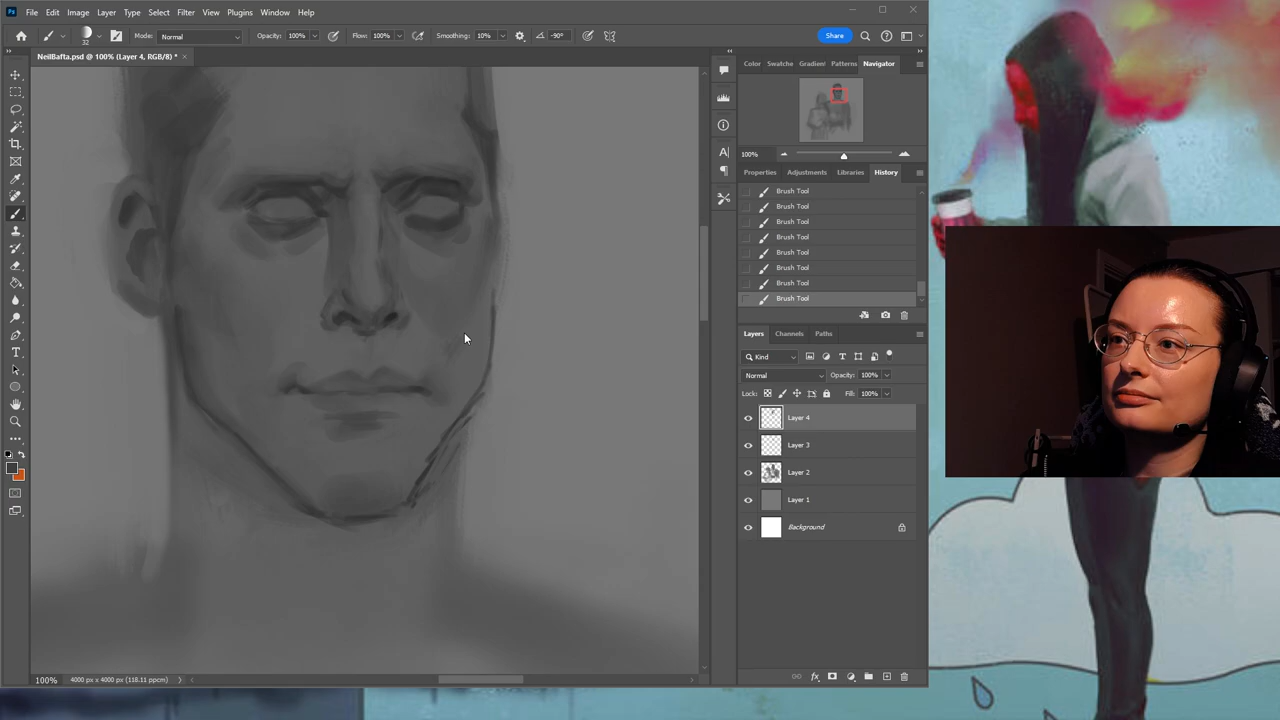 Ps File Edit Image Layer Type Select Filter View Plugins Window Help
32 Mode: Normal Opacity: 100% Flow: 100% Smoothing: 10% -90° Share
NeilBafta.psd @ 100% (Layer 4, RGB/8) *
Color Swatche Gradien Patterns Navigator
100%
Properties Adjustments Libraries History
Brush Tool
Brush Tool
Brush Tool
Brush Tool
Brush Tool
Brush Tool
Brush Tool
Brush Tool
Layers Channels Paths
Kind
Normal Opacity: 100%
Lock: Fill: 100%
Layer 4
Layer 3
Layer 2
Layer 1
Background
100% 4000 px x 4000 px (118.11 ppcm)